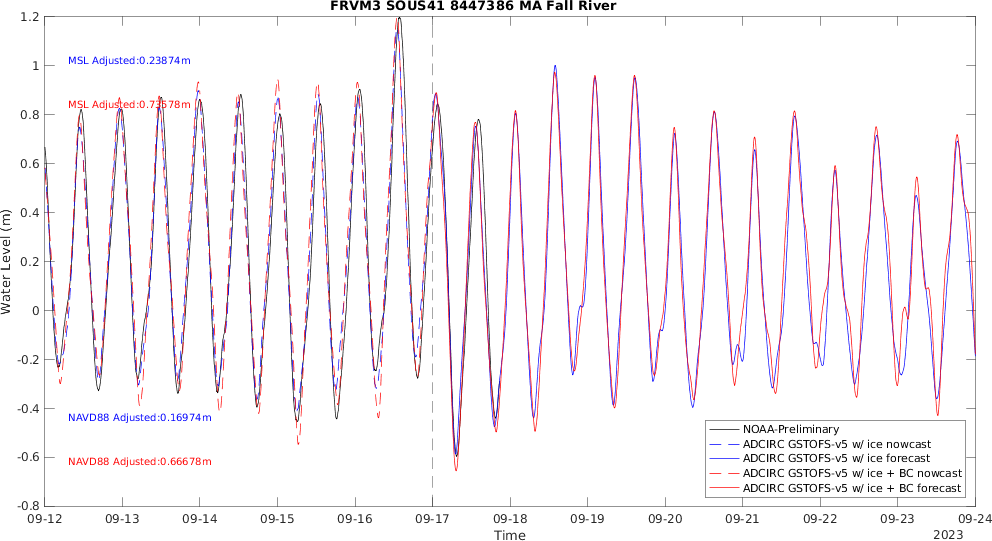 FRVM3 SOUS41 8447386 MA Fall River
1.2
1
0.8
0.6
0.4
0.2
0
-0.2
-0.4
-0.6
-0.8
Water Level (m)
MSL Adjusted:0.23874m
MSL Adjusted:0.73578m
NAVD88 Adjusted:0.16974m
NAVD88 Adjusted:0.66678m
NOAA-Preliminary
ADCIRC GSTOFS-v5 w/ ice nowcast
ADCIRC GSTOFS-v5 w/ ice forecast
ADCIRC GSTOFS-v5 w/ ice + BC nowcast
ADCIRC GSTOFS-v5 w/ ice + BC forecast
09-12 09-13 09-14 09-15 09-16 09-17 09-18 09-19 09-20 09-21 09-22 09-23 09-24
Time
2023